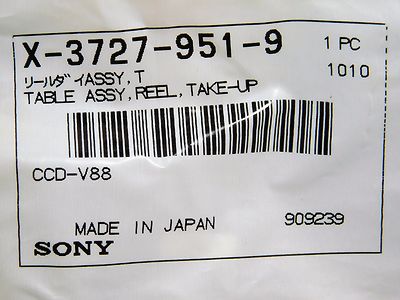 X-3727-951-9 1 PC
ﾘｰﾙﾀﾞｲASSY,T 1010
TABLE ASSY,REEL,TAKE-UP
CCD-V88
MADE IN JAPAN 909239
SONY